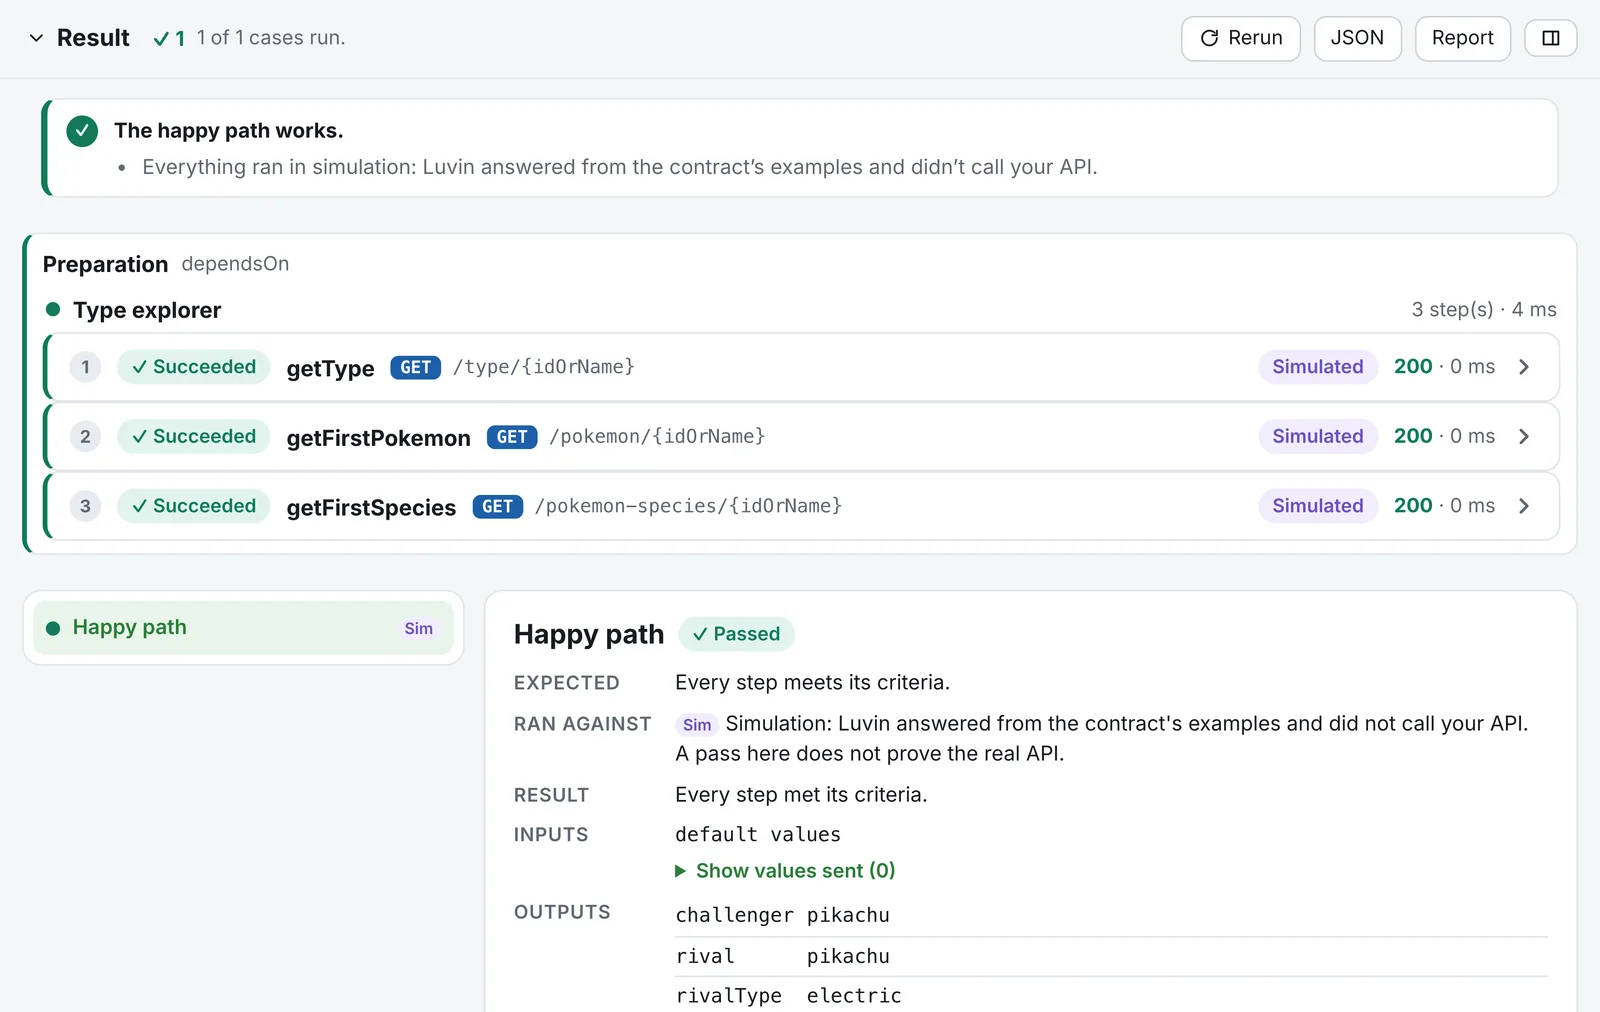 Result ✓ 1 1 of 1 cases run. Rerun JSON Report
The happy path works.
• Everything ran in simulation: Luvin answered from the contract’s examples and didn’t call your API.
Preparation dependsOn
Type explorer 3 step(s) · 4 ms
1 ✓ Succeeded getType GET /type/{idOrName} Simulated 200 · 0 ms
2 ✓ Succeeded getFirstPokemon GET /pokemon/{idOrName} Simulated 200 · 0 ms
3 ✓ Succeeded getFirstSpecies GET /pokemon-species/{idOrName} Simulated 200 · 0 ms
Happy path Sim
Happy path ✓ Passed
EXPECTED Every step meets its criteria.
RAN AGAINST Sim Simulation: Luvin answered from the contract's examples and did not call your API.
A pass here does not prove the real API.
RESULT Every step met its criteria.
INPUTS default values
▶ Show values sent (0)
OUTPUTS challenger pikachu
rival pikachu
rivalType electric